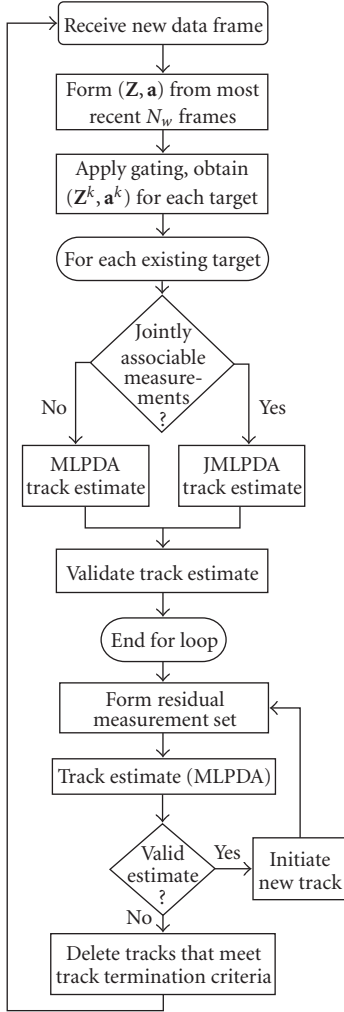 Receive new data frame
Form (Z, a) from most
recent N_w frames
Apply gating, obtain
(Z^k, a^k) for each target
For each existing target
Jointly
associable
measure-
ments
?
No
Yes
MLPDA
track estimate
JMLPDA
track estimate
Validate track estimate
End for loop
Form residual
measurement set
Track estimate (MLPDA)
Valid
estimate
?
Yes
Initiate
new track
No
Delete tracks that meet
track termination criteria